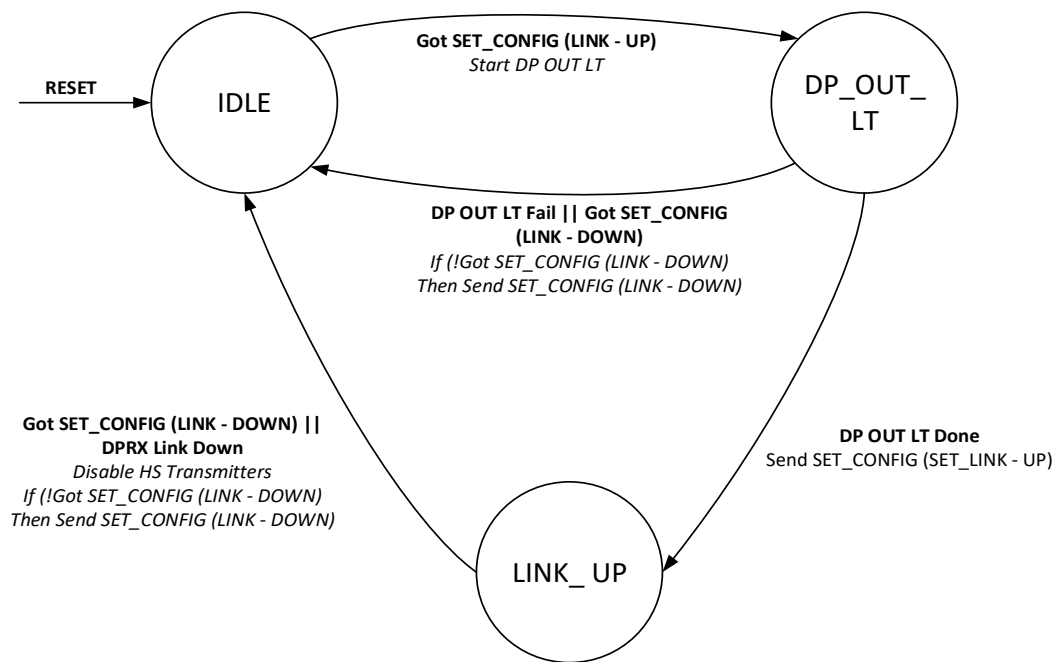 Got SET_CONFIG (LINK - UP)
Start DP OUT LT
RESET
IDLE
DP_OUT_
LT
DP OUT LT Fail || Got SET_CONFIG
(LINK - DOWN)
If (!Got SET_CONFIG (LINK - DOWN)
Then Send SET_CONFIG (LINK - DOWN)
Got SET_CONFIG (LINK - DOWN) ||
DPRX Link Down
Disable HS Transmitters
If (!Got SET_CONFIG (LINK - DOWN)
Then Send SET_CONFIG (LINK - DOWN)
DP OUT LT Done
Send SET_CONFIG (SET_LINK - UP)
LINK_ UP